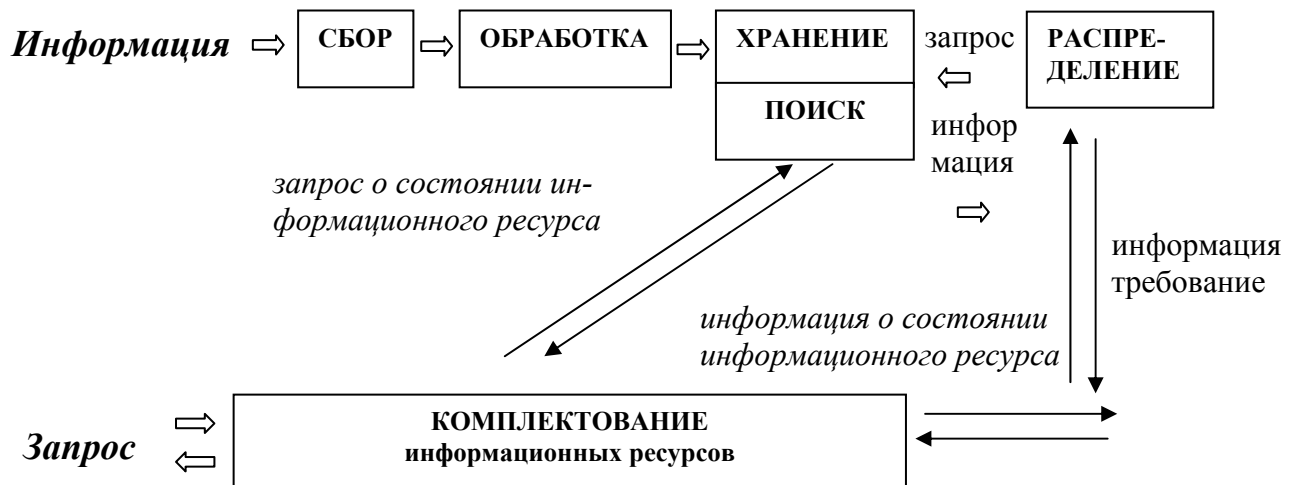 Информация
СБОР
ОБРАБОТКА
ХРАНЕНИЕ
запрос
РАСПРЕ-
ДЕЛЕНИЕ
ПОИСК
инфор
мация
запрос о состоянии ин-
формационного ресурса
информация
требование
информация о состоянии
информационного ресурса
Запрос
КОМПЛЕКТОВАНИЕ
информационных ресурсов